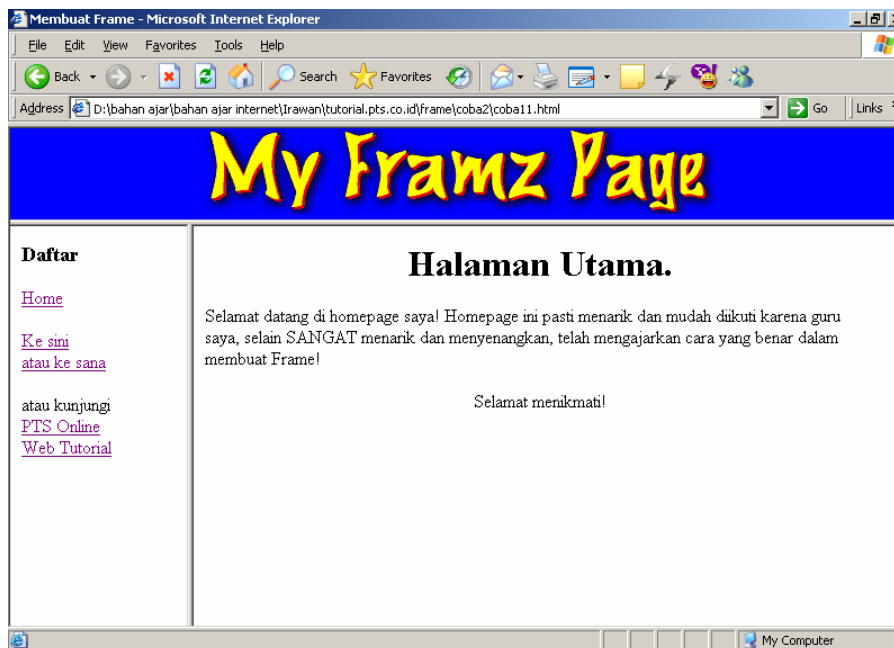 Membuat Frame - Microsoft Internet Explorer
File Edit View Favorites Tools Help
Back Search Favorites
Address D:\bahan ajar\bahan ajar internet\Irawan\tutorial.pts.co.id\frame\coba2\coba11.html Go Links
My Framz Page
Daftar
Home
Ke sini
atau ke sana
atau kunjungi
PTS Online
Web Tutorial
Halaman Utama.
Selamat datang di homepage saya! Homepage ini pasti menarik dan mudah diikuti karena guru
saya, selain SANGAT menarik dan menyenangkan, telah mengajarkan cara yang benar dalam
membuat Frame!
Selamat menikmati!
My Computer